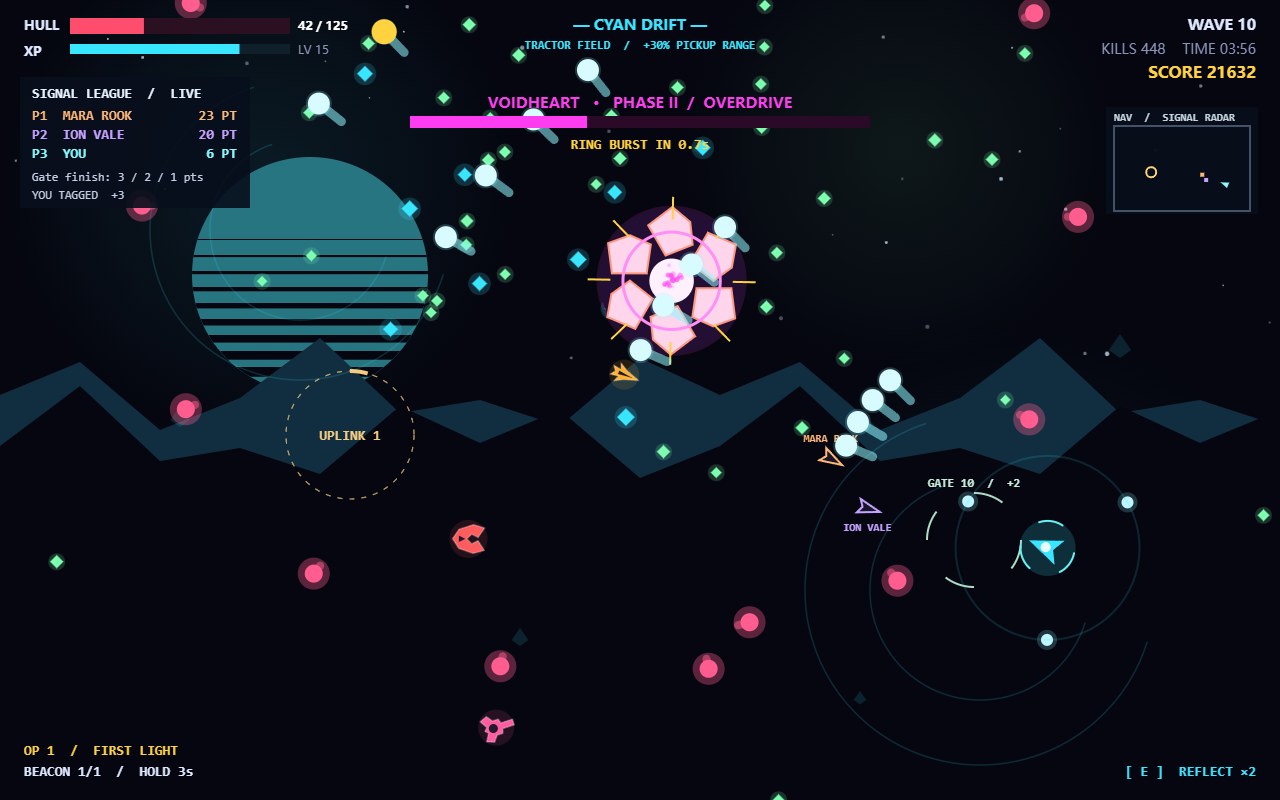 HULL 42 / 125
XP LV 15
SIGNAL LEAGUE / LIVE
P1 MARA ROOK 23 PT
P2 ION VALE 20 PT
P3 YOU 6 PT
Gate finish: 3 / 2 / 1 pts
YOU TAGGED +3
— CYAN DRIFT —
TRACTOR FIELD / +30% PICKUP RANGE
VOIDHEART • PHASE II / OVERDRIVE
RING BURST IN 0.7s
WAVE 10
KILLS 448 TIME 03:56
SCORE 21632
NAV / SIGNAL RADAR
UPLINK 1
MARA ROOK
GATE 10 / +2
ION VALE
OP 1 / FIRST LIGHT
BEACON 1/1 / HOLD 3s
[ E ] REFLECT ×2